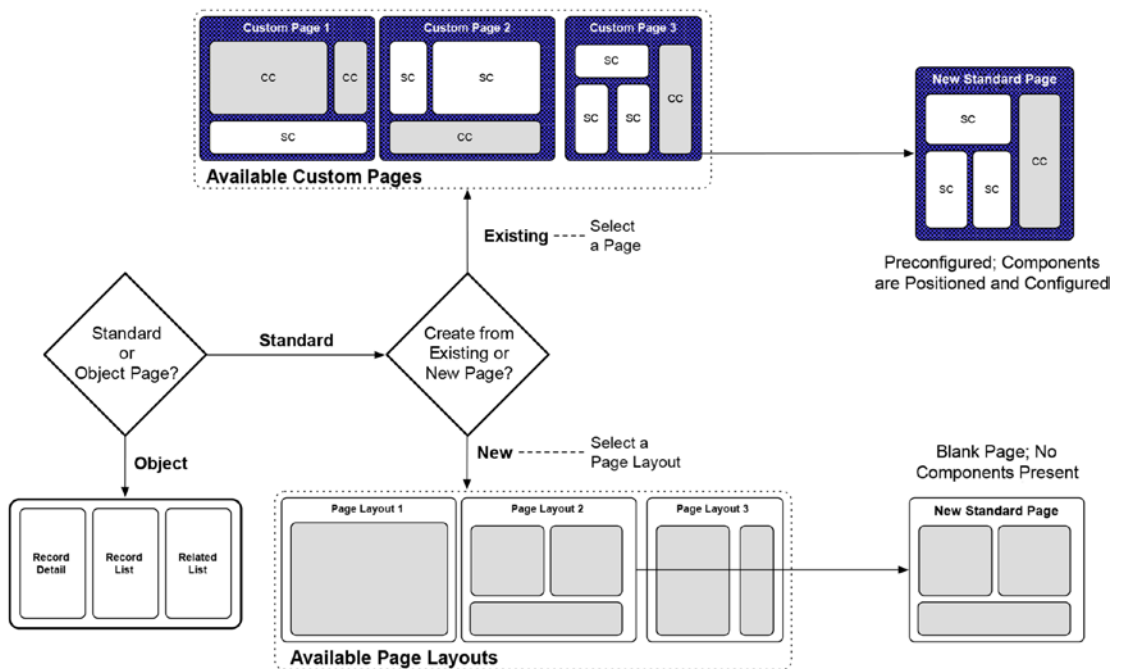 Custom Page 1
CC
CC
SC
Custom Page 2
SC
SC
CC
Custom Page 3
SC
SC
SC
CC
Available Custom Pages
New Standard Page
SC
SC
SC
CC
Preconfigured; Components
are Positioned and Configured
Existing
Select
a Page
Standard
or
Object Page?
Standard
Create from
Existing or
New Page?
Object
New
Select a
Page Layout
Record
Detail
Record
List
Related
List
Page Layout 1
Page Layout 2
Page Layout 3
Available Page Layouts
Blank Page; No
Components Present
New Standard Page